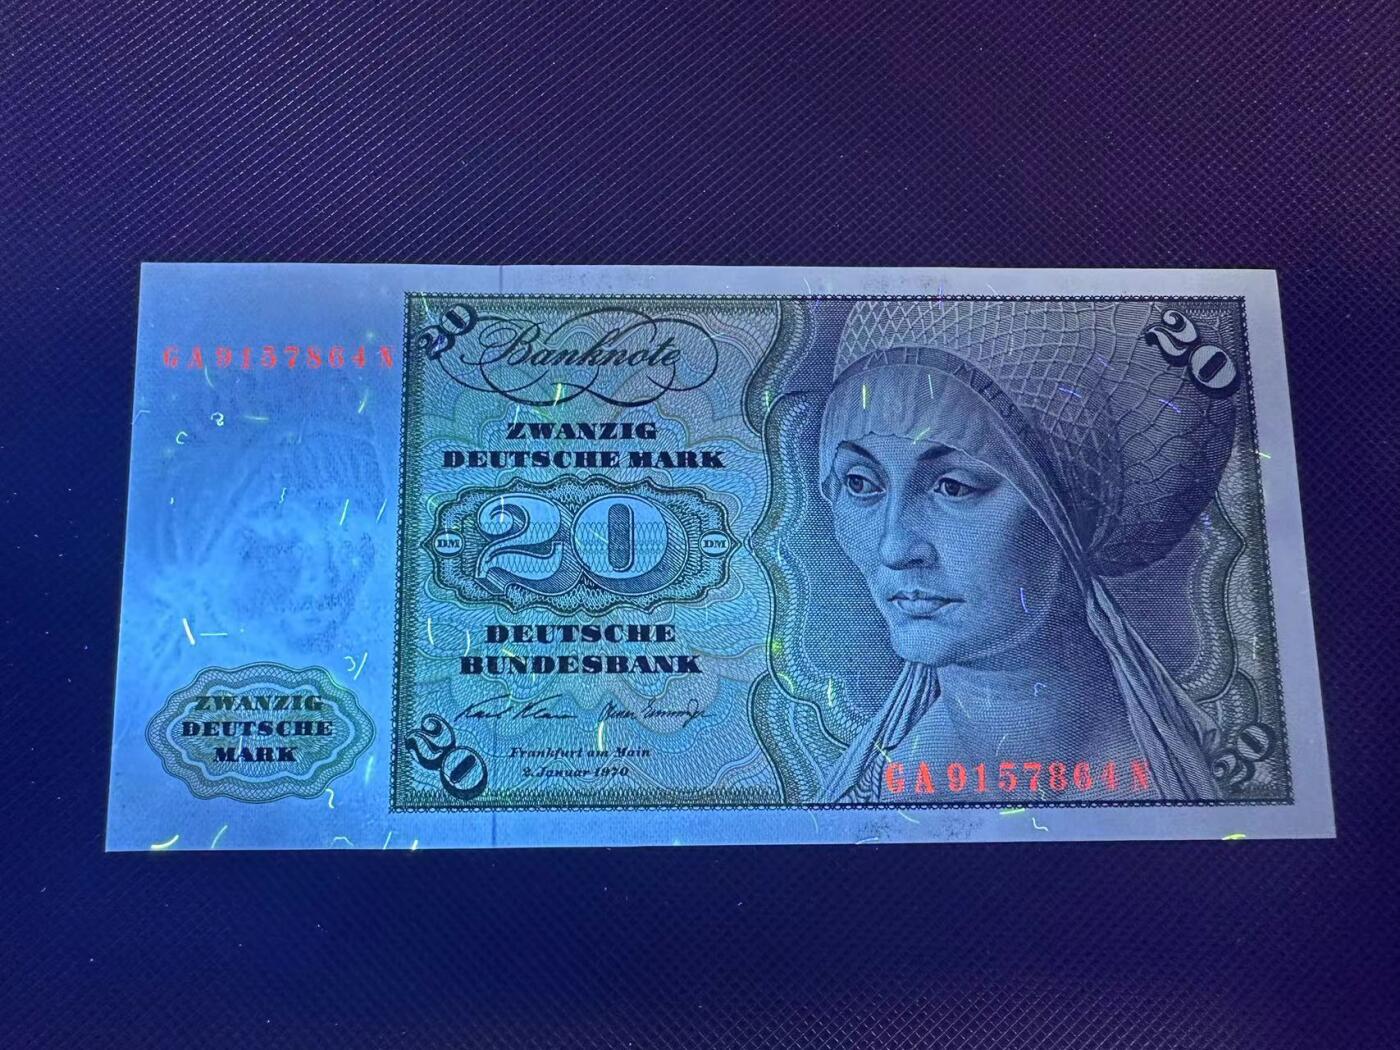 20
Banknote
20
GA9157864N
ZWANZIG
DEUTSCHE MARK
DM
20
DM
DEUTSCHE
BUNDESBANK
ZWANZIG
DEUTSCHE
MARK
20
Frankfurt am Main
2. Januar 1970
GA9157864N
20